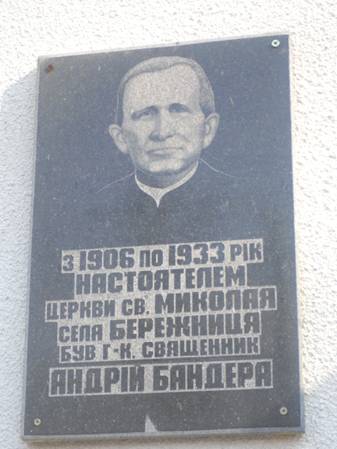 З 1906 ПО 1933 РІК
НАСТОЯТЕЛЕМ
ЦЕРКВИ СВ. МИКОЛАЯ
СЕЛА БЕРЕЖНИЦЯ
БУВ Г-К. СВЯЩЕННИК
АНДРІЙ БАНДЕРА